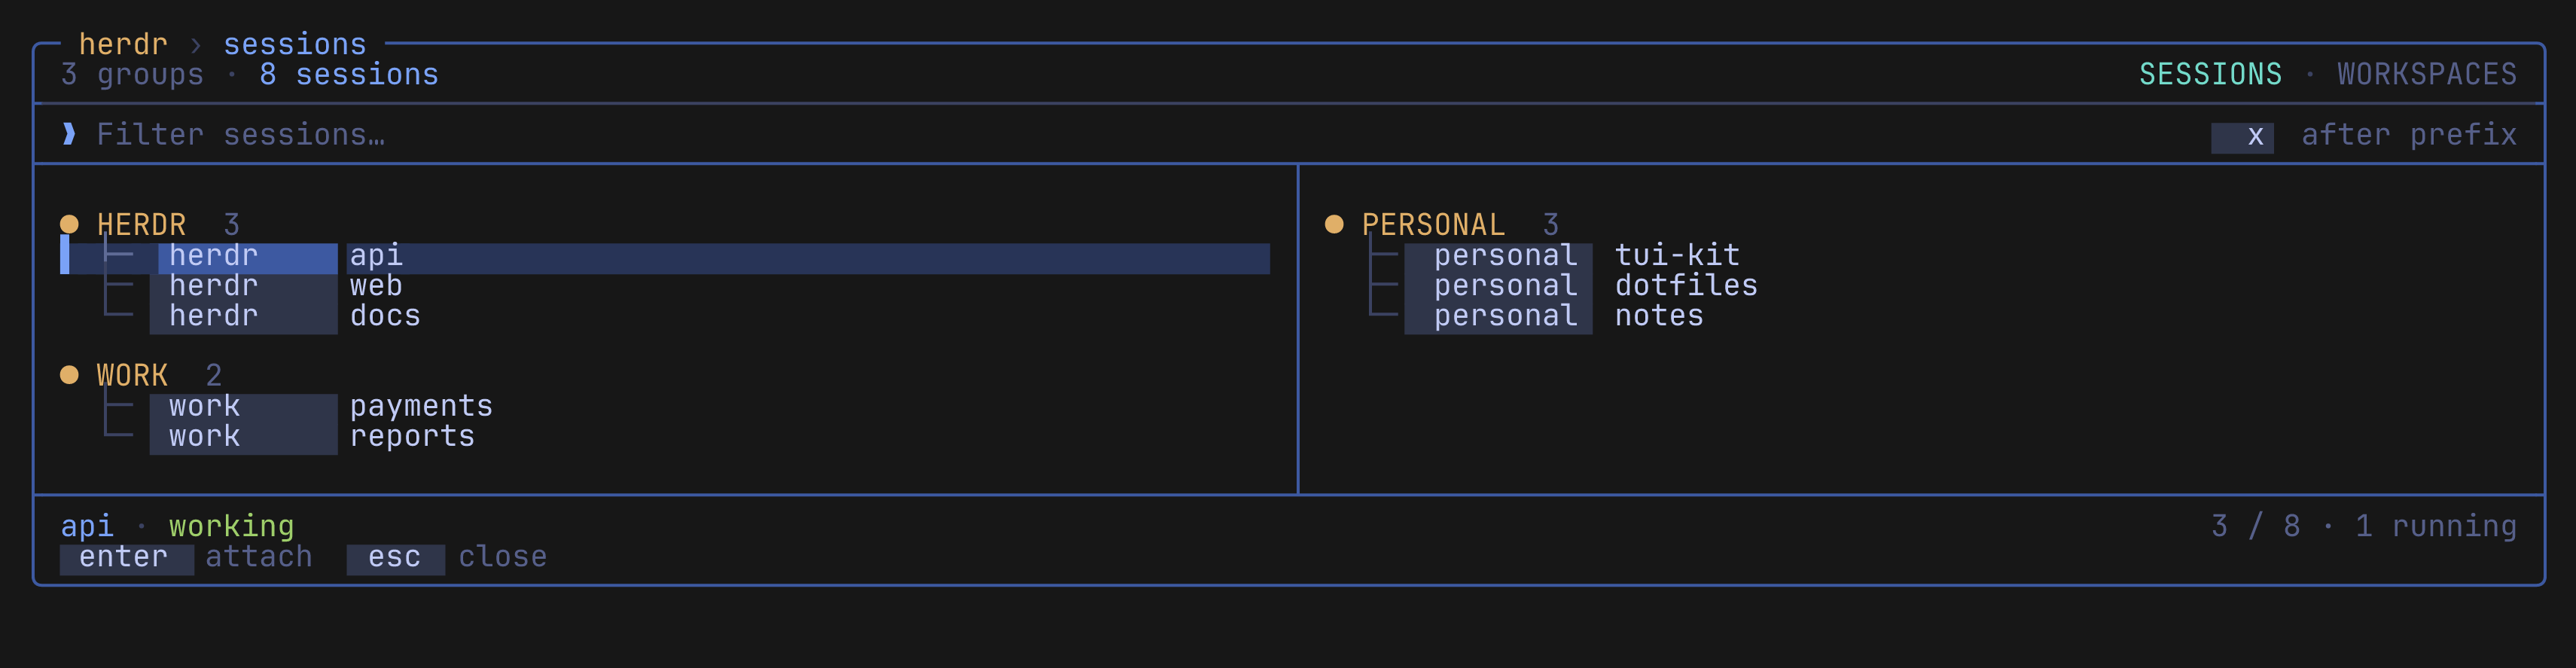 herdr › sessions
3 groups · 8 sessions SESSIONS · WORKSPACES
❯ Filter sessions… x after prefix
● HERDR 3
├─ herdr api
├─ herdr web
└─ herdr docs
● WORK 2
├─ work payments
└─ work reports
● PERSONAL 3
├─ personal tui-kit
├─ personal dotfiles
└─ personal notes
api · working 3 / 8 · 1 running
enter attach esc close